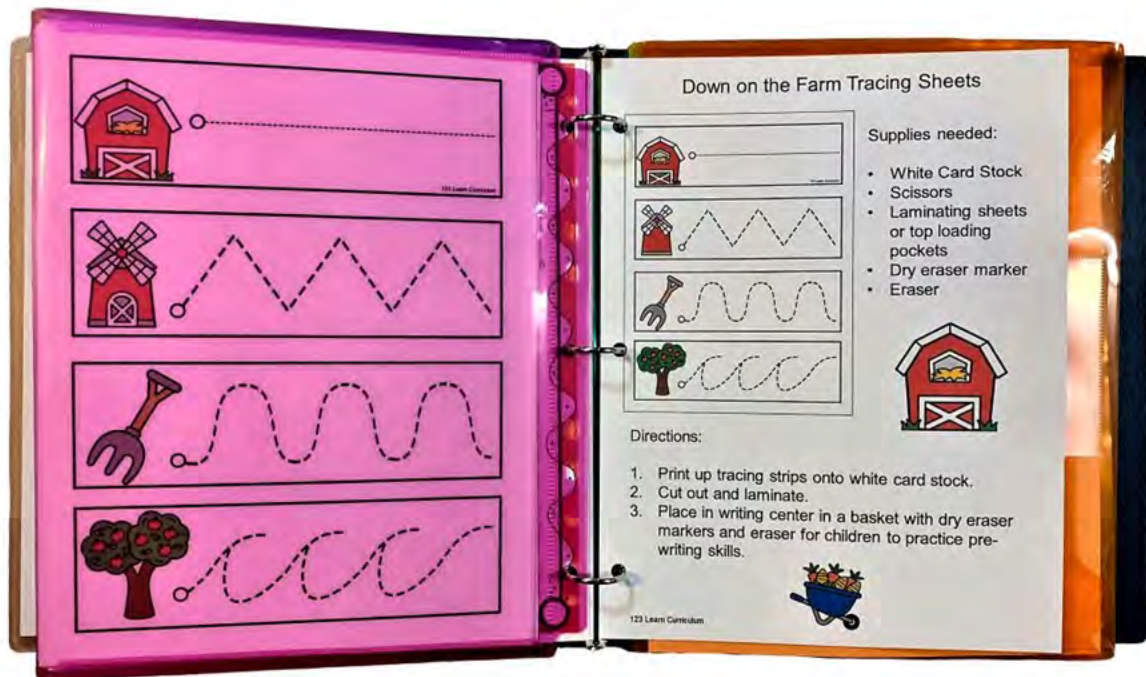 123 Learn Curriculum
Down on the Farm Tracing Sheets
Supplies needed:
• White Card Stock
• Scissors
• Laminating sheets
or top loading
pockets
• Dry eraser marker
• Eraser
Directions:
1. Print up tracing strips onto white card stock.
2. Cut out and laminate.
3. Place in writing center in a basket with dry eraser
markers and eraser for children to practice pre-
writing skills.
123 Learn Curriculum